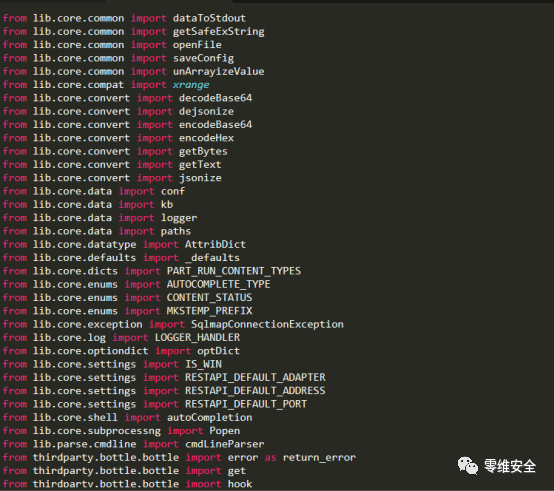 from lib.core.common import dataToStdout
from lib.core.common import getSafeExString
from lib.core.common import openFile
from lib.core.common import saveConfig
from lib.core.common import unArrayizeValue
from lib.core.compat import xrange
from lib.core.convert import decodeBase64
from lib.core.convert import dejsonize
from lib.core.convert import encodeBase64
from lib.core.convert import encodeHex
from lib.core.convert import getBytes
from lib.core.convert import getText
from lib.core.convert import jsonize
from lib.core.data import conf
from lib.core.data import kb
from lib.core.data import logger
from lib.core.data import paths
from lib.core.datatype import AttribDict
from lib.core.defaults import _defaults
from lib.core.dicts import PART_RUN_CONTENT_TYPES
from lib.core.enums import AUTOCOMPLETE_TYPE
from lib.core.enums import CONTENT_STATUS
from lib.core.enums import MKSTEMP_PREFIX
from lib.core.exception import SqlmapConnectionException
from lib.core.log import LOGGER_HANDLER
from lib.core.optiondict import optDict
from lib.core.settings import IS_WIN
from lib.core.settings import RESTAPI_DEFAULT_ADAPTER
from lib.core.settings import RESTAPI_DEFAULT_ADDRESS
from lib.core.settings import RESTAPI_DEFAULT_PORT
from lib.core.shell import autoCompletion
from lib.core.subprocessng import Popen
from lib.parse.cmdline import cmdLineParser
from thirdparty.bottle.bottle import error as return_error
from thirdparty.bottle.bottle import get
from thirdparty.bottle.bottle import hook
零维安全